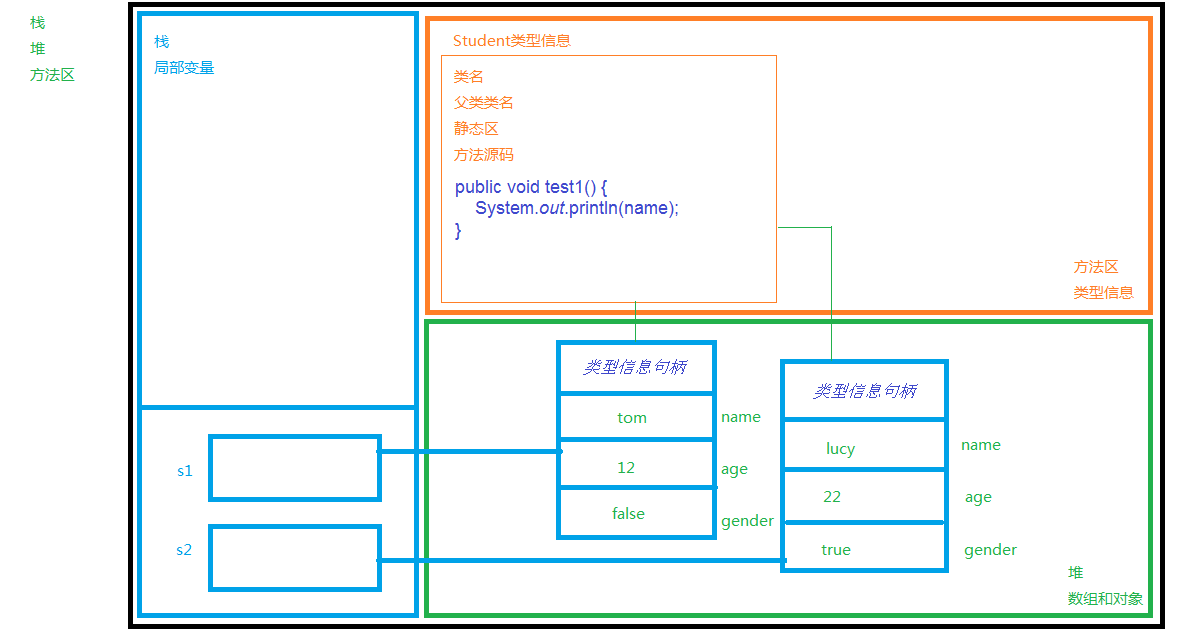 栈
堆
方法区
栈
局部变量
Student类型信息
类名
父类类名
静态区
方法源码
public void test1() {
System.out.println(name);
}
方法区
类型信息
s1
s2
类型信息句柄
tom
name
12
age
false
gender
类型信息句柄
lucy
name
22
age
true
gender
堆
数组和对象